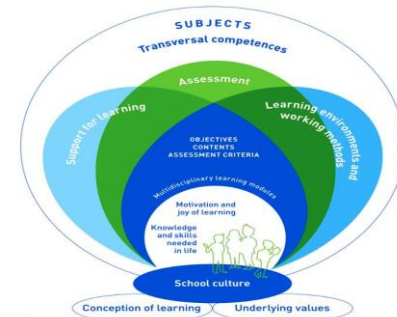 SUBJECTS
Transversal competences
Assessment
Support for learning
Learning environments and
working methods
OBJECTIVES
CONTENTS
ASSESSMENT CRITERIA
Multidisciplinary learning modules
Motivation and
joy of learning
Knowledge
and skills
needed
in life
School culture
Conception of learning
Underlying values